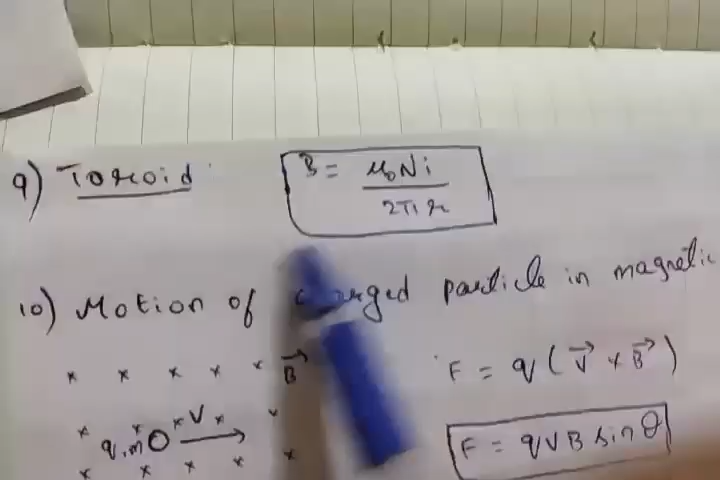 9) Toroid B = μ₀Ni / 2πr
10) Motion of charged particle in magnetic
x x x x x B⃗ F = q(V⃗ × B⃗)
x x x V x x
q,m O → F = qVB sin θ
x x x x x